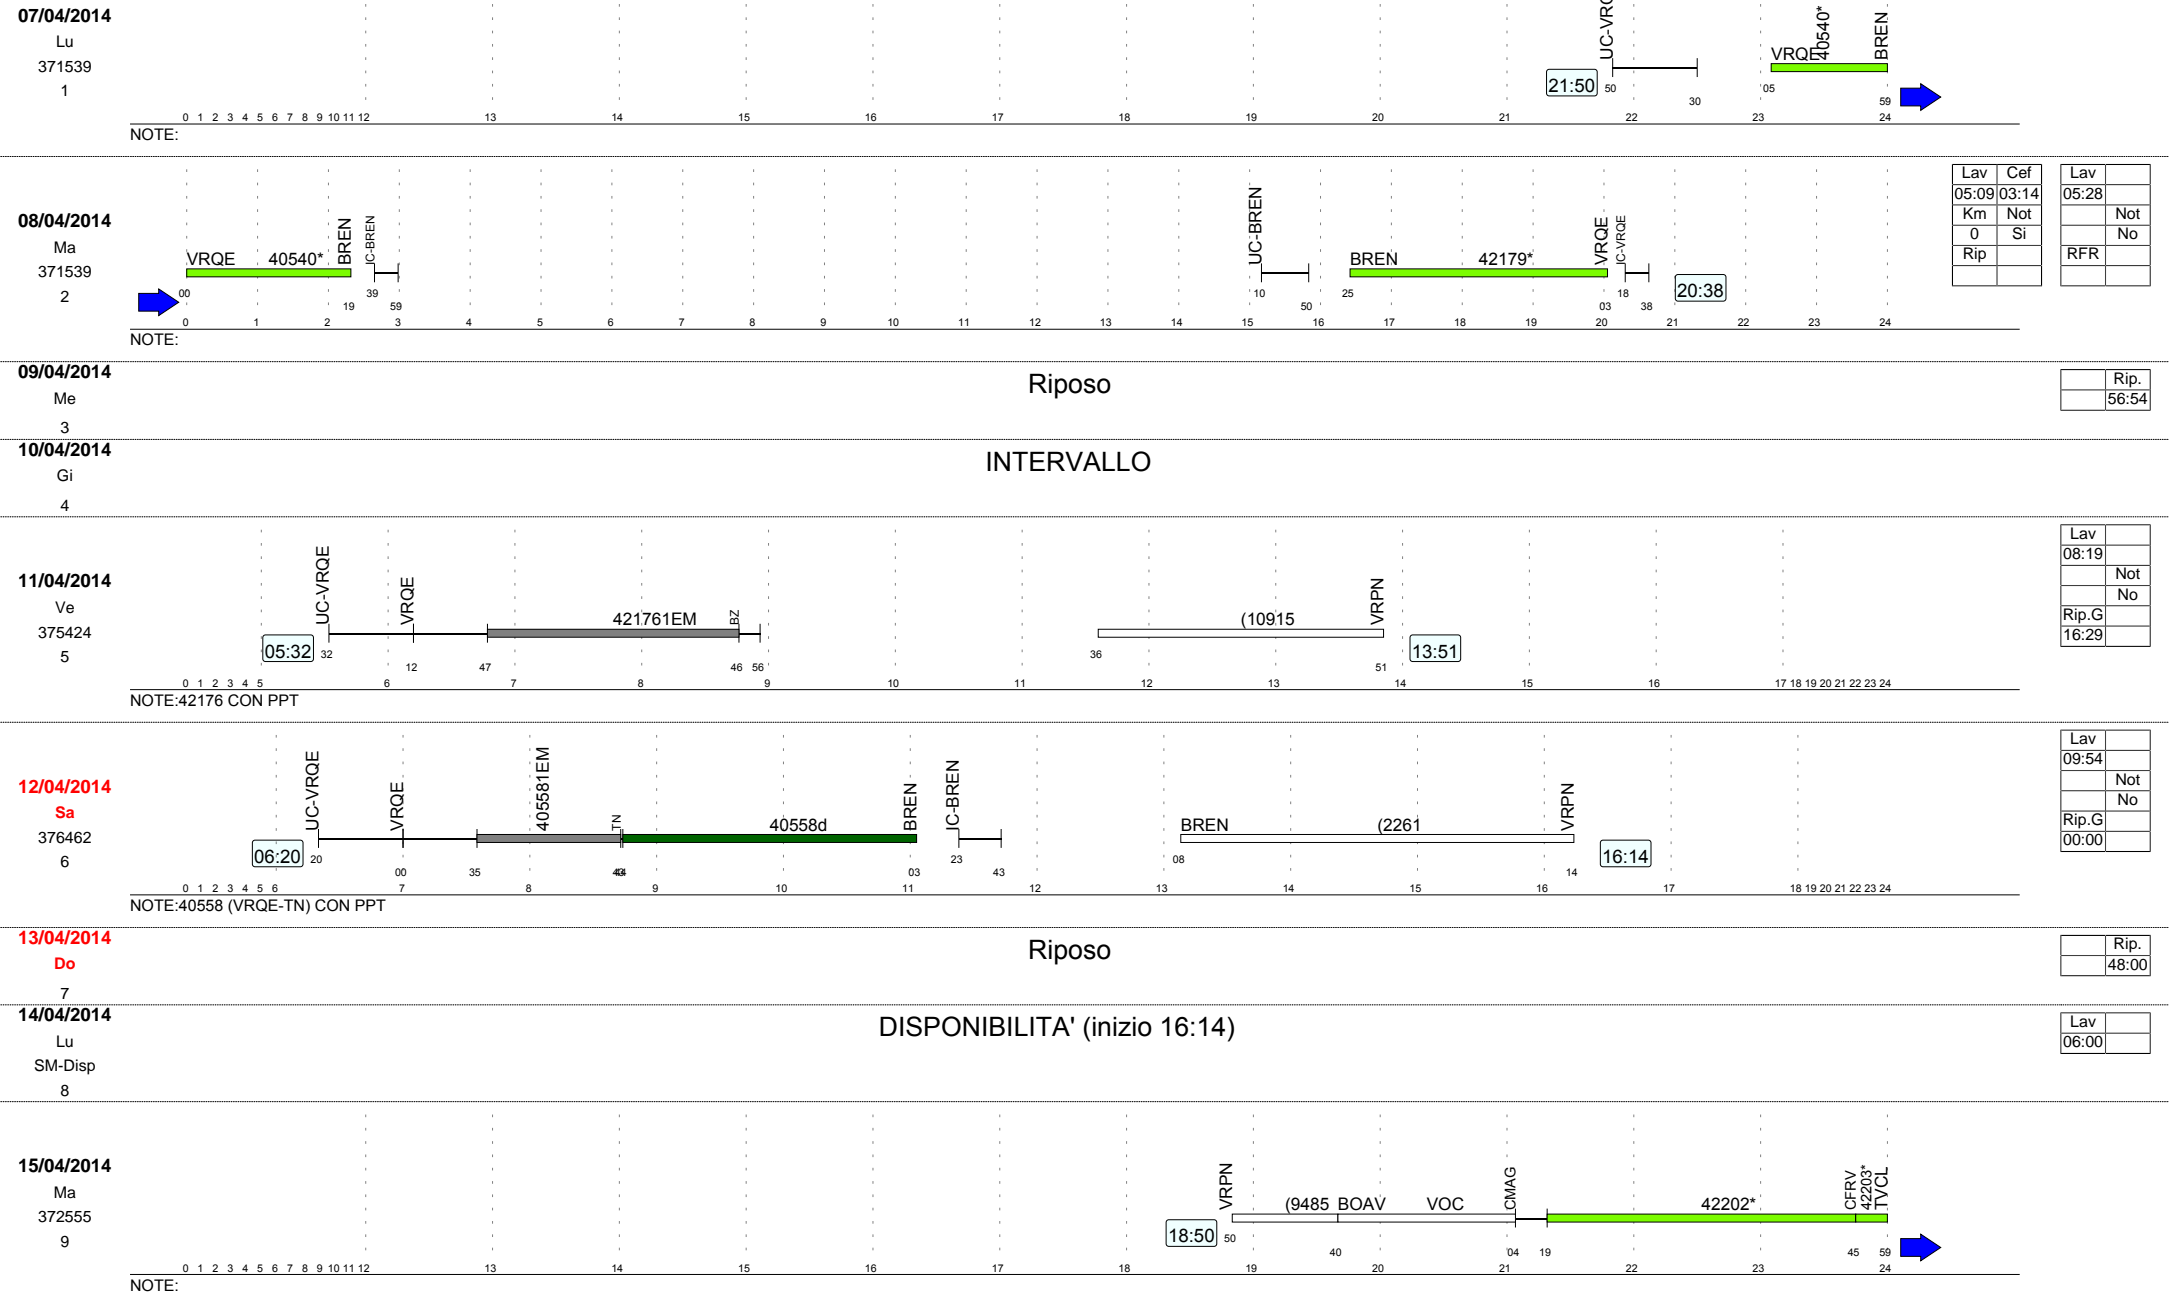 07/04/2014
Lu
371539
1
UC-VRQ
VRQE
40540*
BREN
21:50
50
30
05
59
0 1 2 3 4 5 6 7 8 9 10 11 12 13 14 15 16 17 18 19 20 21 22 23 24
NOTE:
08/04/2014
Ma
371539
2
VRQE 40540* BREN
IC-BREN
UC-BREN
BREN 42179* VRQE
IC-VRQE
00 19 39 59 10 50 25 03 18 38
20:38
0 1 2 3 4 5 6 7 8 9 10 11 12 13 14 15 16 17 18 19 20 21 22 23 24
NOTE:
Lav Cef
05:09 03:14
Km Not
0 Si
Rip
Lav
05:28
Not
No
RFR
09/04/2014
Me
3
Riposo
Rip.
56:54
10/04/2014
Gi
4
INTERVALLO
11/04/2014
Ve
375424
5
05:32
UC-VRQE
VRQE
421761EM
BZ
(10915
VRPN
32 12 47 46 56 36 51
13:51
0 1 2 3 4 5 6 7 8 9 10 11 12 13 14 15 16 17 18 19 20 21 22 23 24
NOTE:42176 CON PPT
Lav
08:19
Not
No
Rip.G
16:29
12/04/2014
Sa
376462
6
06:20
UC-VRQE
VRQE
405581EM
TN
40558d
BREN
IC-BREN
BREN (2261 VRPN
20 00 35 43 44 03 23 43 08 14
16:14
0 1 2 3 4 5 6 7 8 9 10 11 12 13 14 15 16 17 18 19 20 21 22 23 24
NOTE:40558 (VRQE-TN) CON PPT
Lav
09:54
Not
No
Rip.G
00:00
13/04/2014
Do
7
Riposo
Rip.
48:00
14/04/2014
Lu
SM-Disp
8
DISPONIBILITA' (inizio 16:14)
Lav
06:00
15/04/2014
Ma
372555
9
18:50
VRPN
(9485 BOAV VOC
CMAG
42202*
CFRV
42203*
TVCL
50 40 04 19 45 59
0 1 2 3 4 5 6 7 8 9 10 11 12 13 14 15 16 17 18 19 20 21 22 23 24
NOTE: